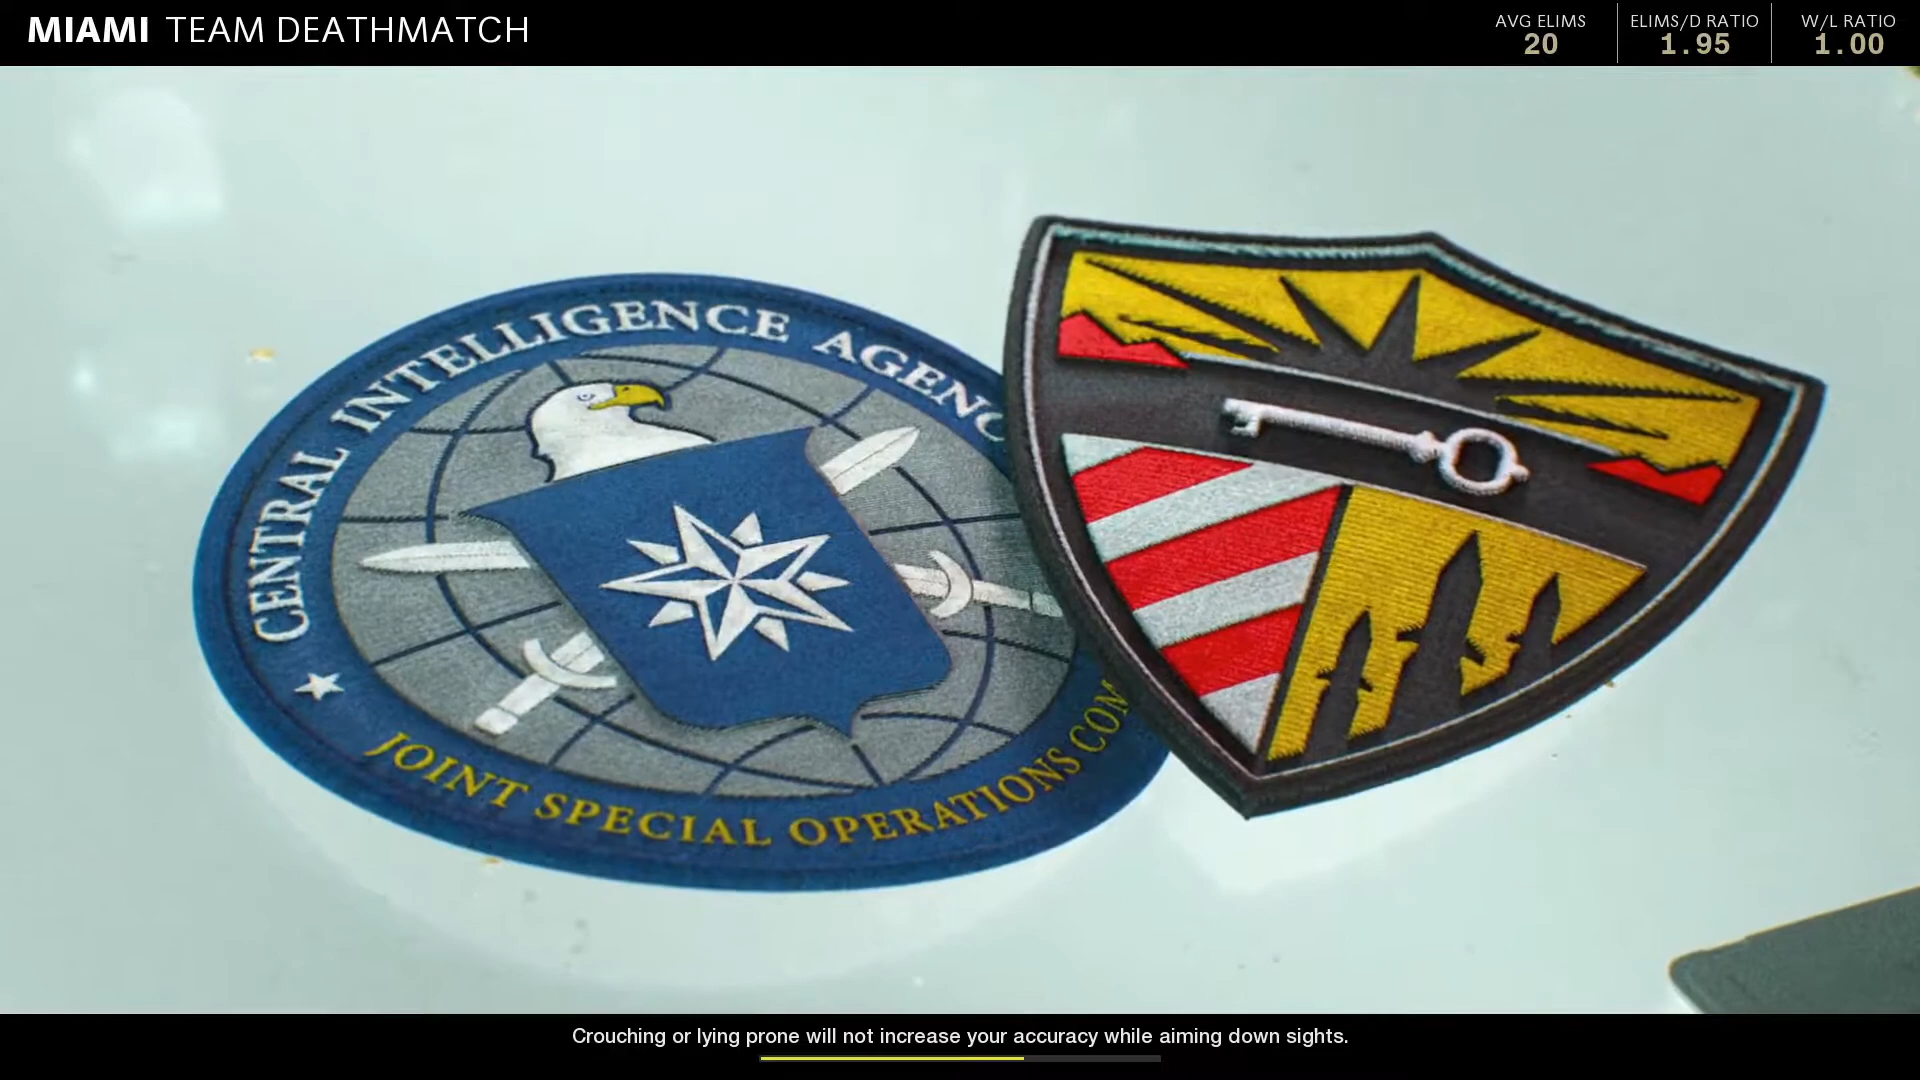 MIAMI TEAM DEATHMATCH
AVG ELIMS
20
ELIMS/D RATIO
1.95
W/L RATIO
1.00
CENTRAL INTELLIGENCE AGENC
JOINT SPECIAL OPERATIONS COM
Crouching or lying prone will not increase your accuracy while aiming down sights.